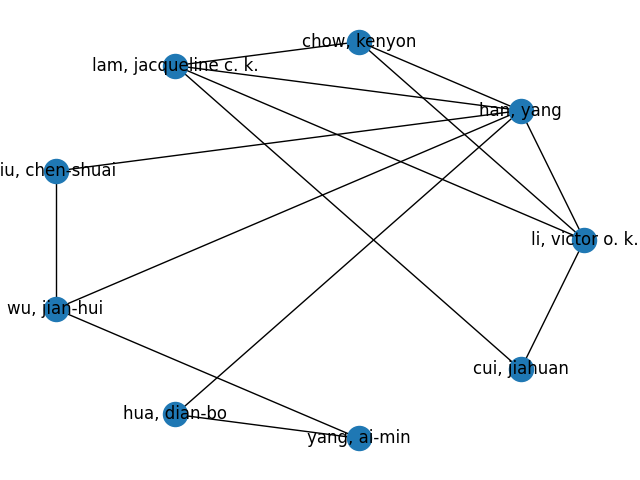 chow, kenyon
lam, jacqueline c. k.
han, yang
iu, chen-shuai
li, victor o. k.
wu, jian-hui
cui, jiahuan
hua, dian-bo
yang, ai-min